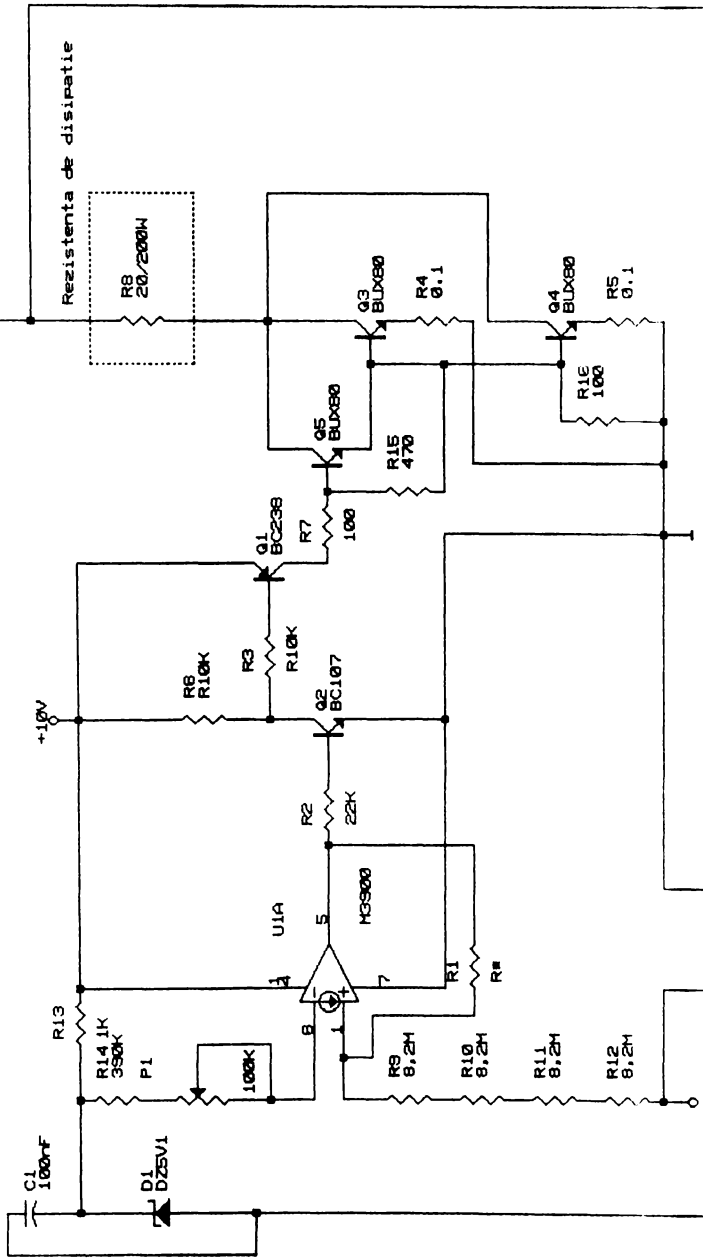 Rezistenta de disipatie
R8
20/200W
+10V
R6
R10K
R3
R10K
Q1
BC238
R7
100
Q5
BUX80
Q3
BUX80
R4
0.1
Q4
BUX80
R5
0.1
R15
470
R16
100
Q2
BC107
R2
22K
U1A
M3900
5
6
1
7
R1
R*
R13
1K
R14
390K
P1
100K
R9
8,2M
R10
8,2M
R11
8,2M
R12
8,2M
C1
100nF
D1
DZ5V1